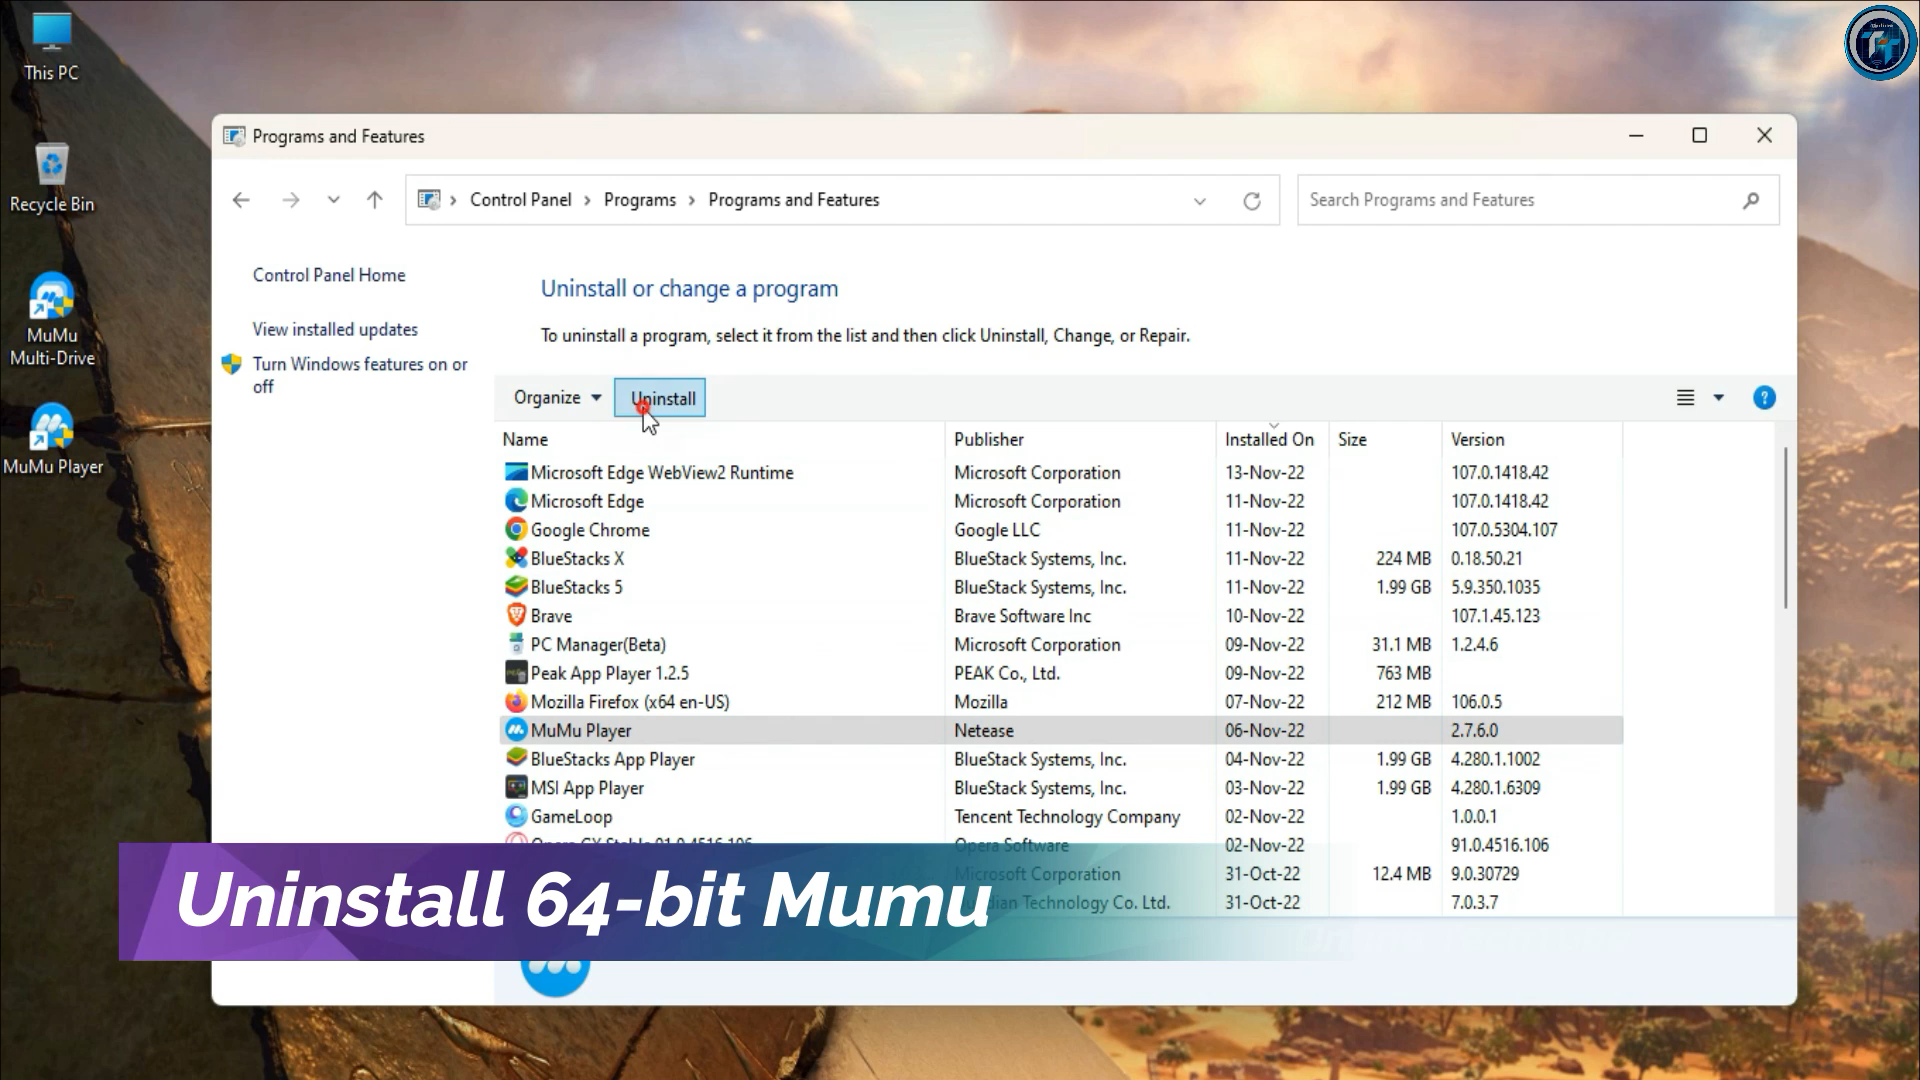 This PC
Recycle Bin
MuMu
Multi-Drive
MuMu Player
Programs and Features
Control Panel
Programs
Programs and Features
Search Programs and Features
Control Panel Home
View installed updates
Turn Windows features on or
off
Uninstall or change a program
To uninstall a program, select it from the list and then click Uninstall, Change, or Repair.
Organize
Uninstall
Name Publisher Installed On Size Version
Microsoft Edge WebView2 Runtime Microsoft Corporation 13-Nov-22 107.0.1418.42
Microsoft Edge Microsoft Corporation 11-Nov-22 107.0.1418.42
Google Chrome Google LLC 11-Nov-22 107.0.5304.107
BlueStacks X BlueStack Systems, Inc. 11-Nov-22 224 MB 0.18.50.21
BlueStacks 5 BlueStack Systems, Inc. 11-Nov-22 1.99 GB 5.9.350.1035
Brave Brave Software Inc 10-Nov-22 107.1.45.123
PC Manager(Beta) Microsoft Corporation 09-Nov-22 31.1 MB 1.2.4.6
Peak App Player 1.2.5 PEAK Co., Ltd. 09-Nov-22 763 MB
Mozilla Firefox (x64 en-US) Mozilla 07-Nov-22 212 MB 106.0.5
MuMu Player Netease 06-Nov-22 2.7.6.0
BlueStacks App Player BlueStack Systems, Inc. 04-Nov-22 1.99 GB 4.280.1.1002
MSI App Player BlueStack Systems, Inc. 03-Nov-22 1.99 GB 4.280.1.6309
GameLoop Tencent Technology Company 02-Nov-22 1.0.0.1
Opera GX Stable 91.0.4516.106 Opera Software 02-Nov-22 91.0.4516.106
Microsoft Corporation 31-Oct-22 12.4 MB 9.0.30729
Technology Co. Ltd. 31-Oct-22 7.0.3.7
Uninstall 64-bit Mumu